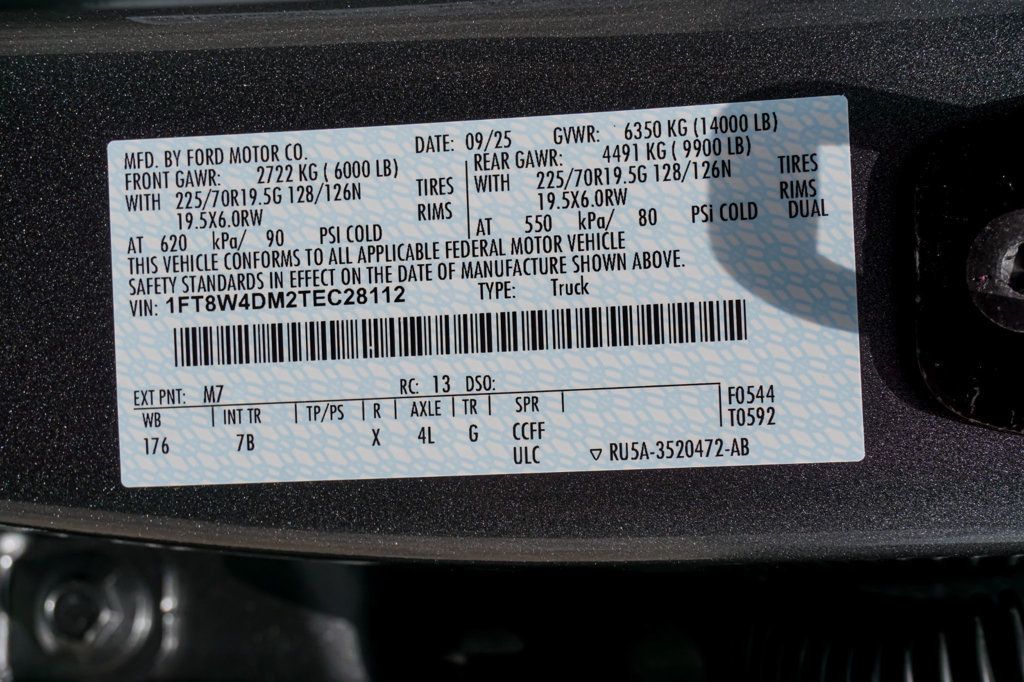 MFD. BY FORD MOTOR CO. DATE: 09/25 GVWR: 6350 KG (14000 LB)
FRONT GAWR: 2722 KG ( 6000 LB) REAR GAWR: 4491 KG ( 9900 LB)
WITH 225/70R19.5G 128/126N TIRES WITH 225/70R19.5G 128/126N TIRES
19.5X6.0RW RIMS 19.5X6.0RW RIMS
AT 620 kPa/ 90 PSI COLD AT 550 kPa/ 80 PSi COLD DUAL
THIS VEHICLE CONFORMS TO ALL APPLICABLE FEDERAL MOTOR VEHICLE
SAFETY STANDARDS IN EFFECT ON THE DATE OF MANUFACTURE SHOWN ABOVE.
VIN: 1FT8W4DM2TEC28112 TYPE: Truck
EXT PNT: M7 RC: 13 DSO:
WB INT TR TP/PS R AXLE TR SPR F0544
176 7B X 4L G CCFF T0592
ULC ▽ RU5A-3520472-AB